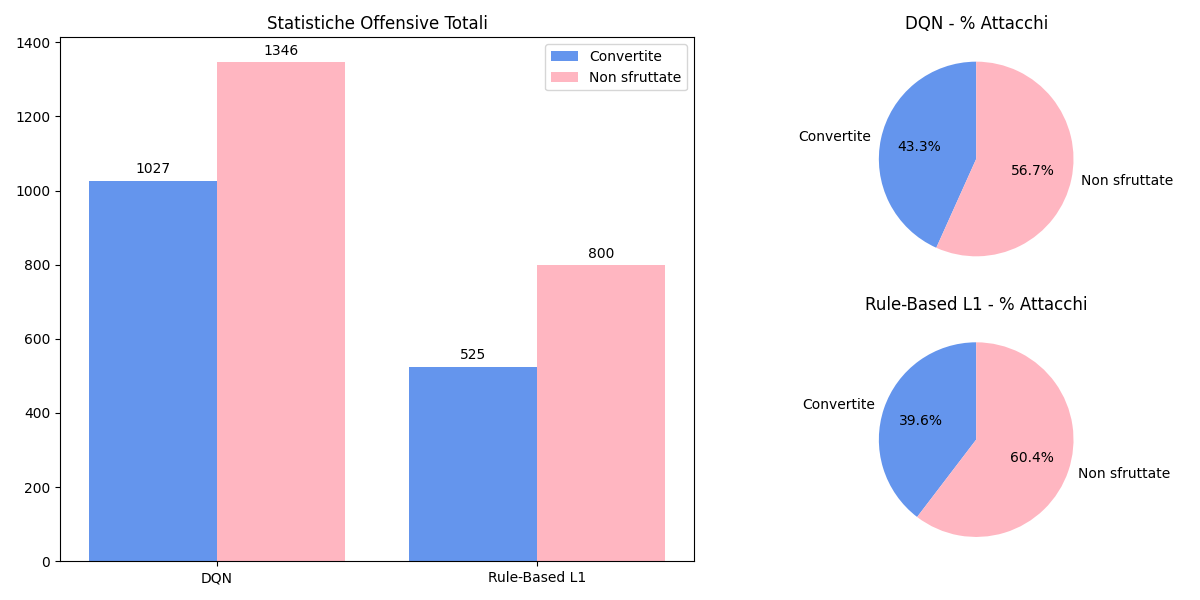 Statistiche Offensive Totali
1400
1200
1000
800
600
400
200
0
1027
1346
525
800
DQN
Rule-Based L1
Convertite
Non sfruttate
DQN - % Attacchi
Convertite
43.3%
56.7%
Non sfruttate
Rule-Based L1 - % Attacchi
Convertite
39.6%
60.4%
Non sfruttate